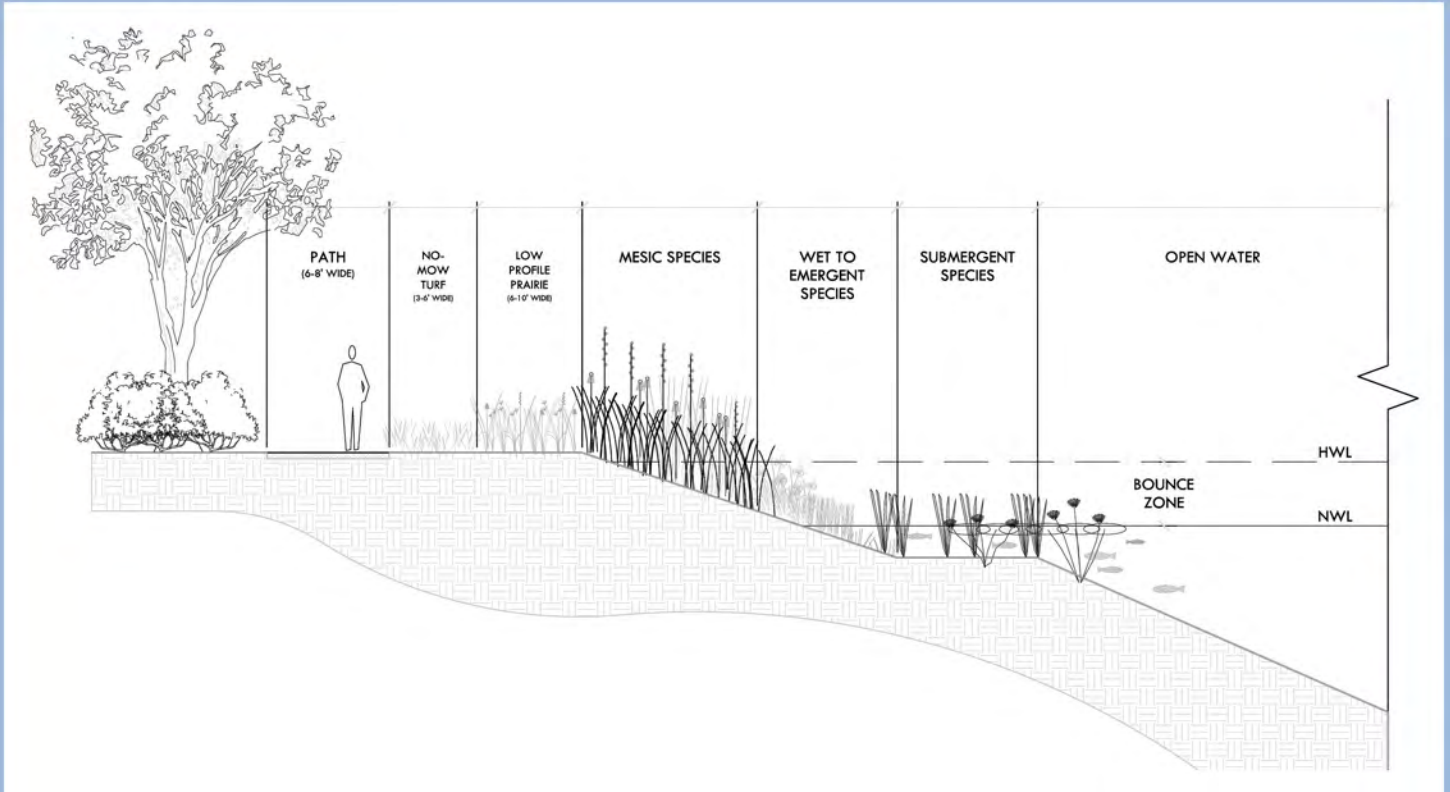 PATH
(6-8' WIDE)
NO-
MOW
TURF
(3-6' WIDE)
LOW
PROFILE
PRAIRIE
(6-10' WIDE)
MESIC SPECIES
WET TO
EMERGENT
SPECIES
SUBMERGENT
SPECIES
OPEN WATER
HWL
BOUNCE
ZONE
NWL